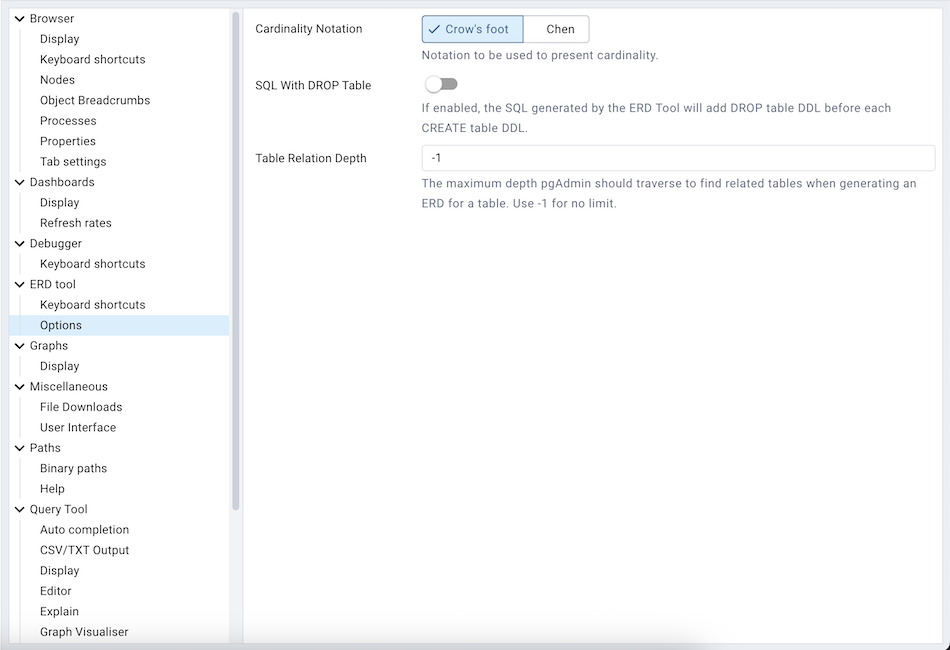 Browser
Display
Keyboard shortcuts
Nodes
Object Breadcrumbs
Processes
Properties
Tab settings
Dashboards
Display
Refresh rates
Debugger
Keyboard shortcuts
ERD tool
Keyboard shortcuts
Options
Graphs
Display
Miscellaneous
File Downloads
User Interface
Paths
Binary paths
Help
Query Tool
Auto completion
CSV/TXT Output
Display
Editor
Explain
Graph Visualiser
Cardinality Notation
Crow's foot
Chen
Notation to be used to present cardinality.
SQL With DROP Table
If enabled, the SQL generated by the ERD Tool will add DROP table DDL before each
CREATE table DDL.
Table Relation Depth
-1
The maximum depth pgAdmin should traverse to find related tables when generating an
ERD for a table. Use -1 for no limit.